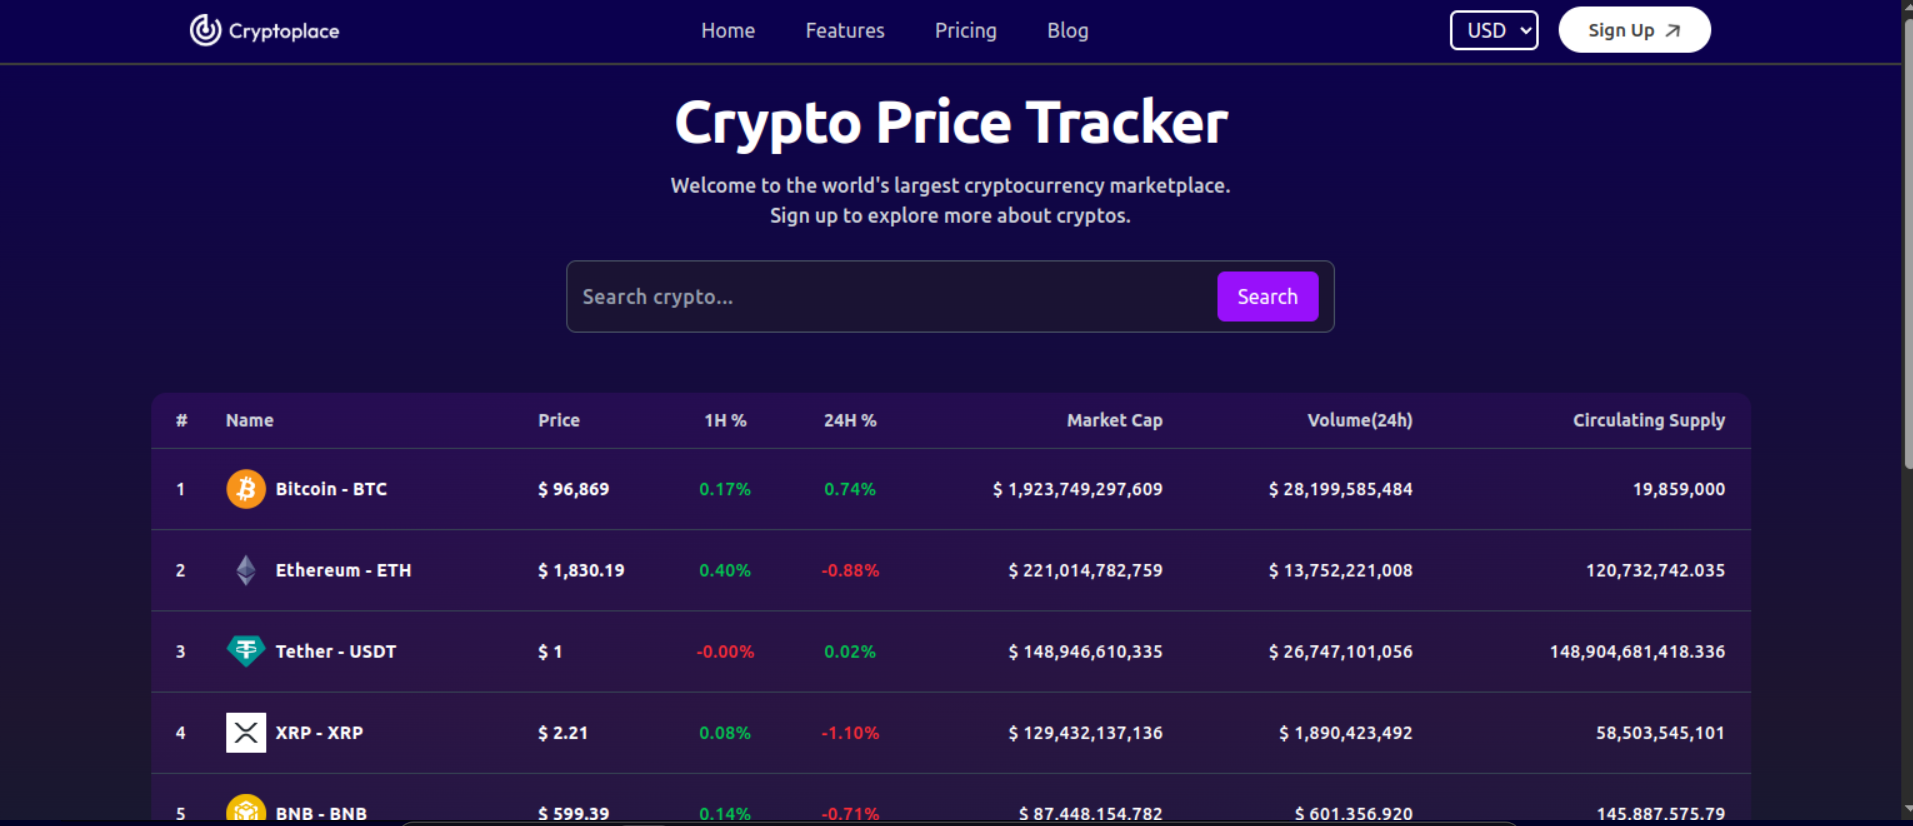 Cryptoplace Home Features Pricing Blog USD Sign Up
Crypto Price Tracker
Welcome to the world's largest cryptocurrency marketplace.
Sign up to explore more about cryptos.
Search crypto... Search
# Name Price 1H % 24H % Market Cap Volume(24h) Circulating Supply
1 Bitcoin - BTC $ 96,869 0.17% 0.74% $ 1,923,749,297,609 $ 28,199,585,484 19,859,000
2 Ethereum - ETH $ 1,830.19 0.40% -0.88% $ 221,014,782,759 $ 13,752,221,008 120,732,742.035
3 Tether - USDT $ 1 -0.00% 0.02% $ 148,946,610,335 $ 26,747,101,056 148,904,681,418.336
4 XRP - XRP $ 2.21 0.08% -1.10% $ 129,432,137,136 $ 1,890,423,492 58,503,545,101
5 BNB - BNB $ 599.39 0.14% -0.71% $ 87,448,154,782 $ 601,356,920 145,887,575.79